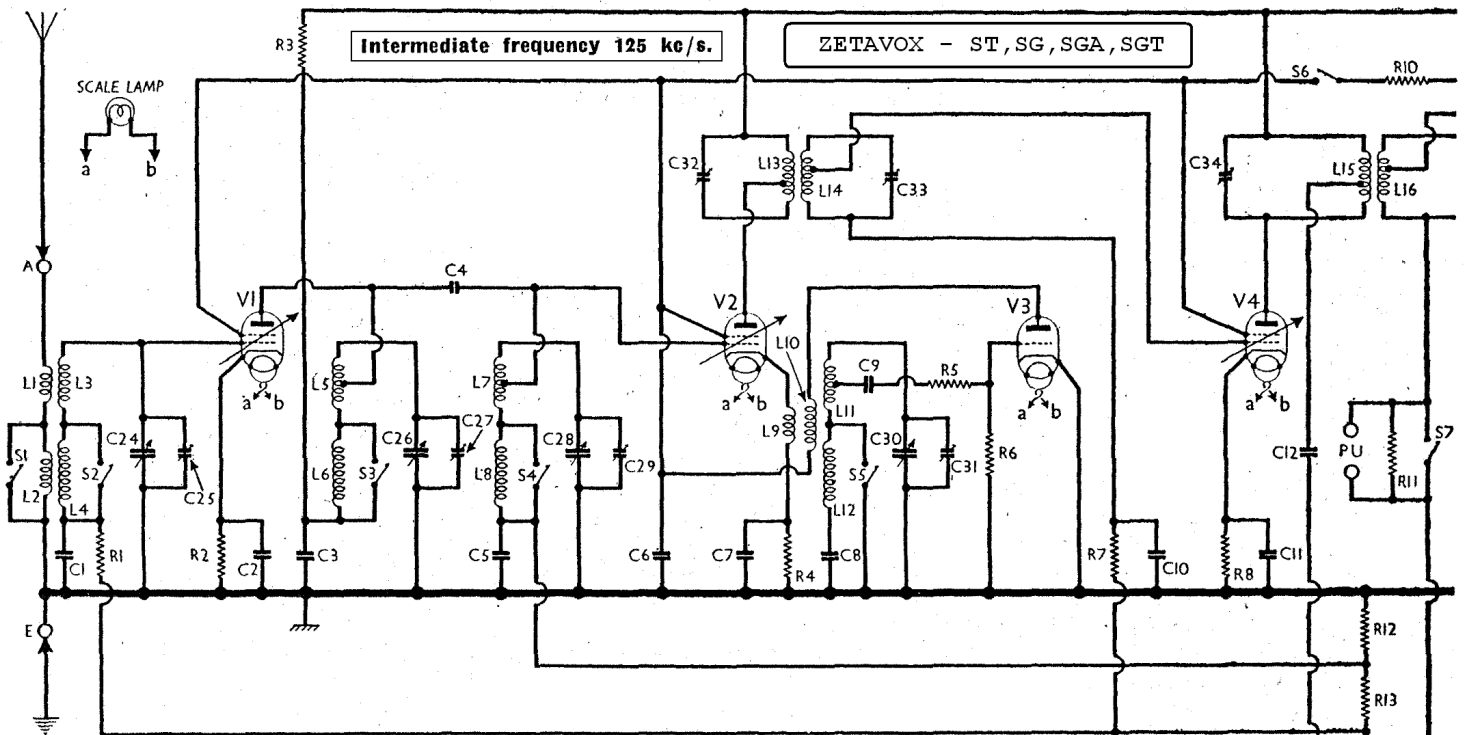 R3
Intermediate frequency 125 kc/s.
ZETAVOX - ST,SG,SGA,SGT
S6
R10
SCALE LAMP
a b
C32
L13
L14
C33
C34
L15
L16
A
C4
V1
V2
V3
V4
L10
L1
L3
L5
L7
C9
R5
L11
a b
a b
a b
a b
L9
S1
L2
S2
C24
C25
L6
S3
C26
C27
L8
S4
C28
C29
S5
C30
C31
R6
C12
PU
R11
S7
L4
L12
C1
R1
R2
C2
C3
C5
C6
C7
R4
C8
R7
C10
R8
C11
E
R12
R13